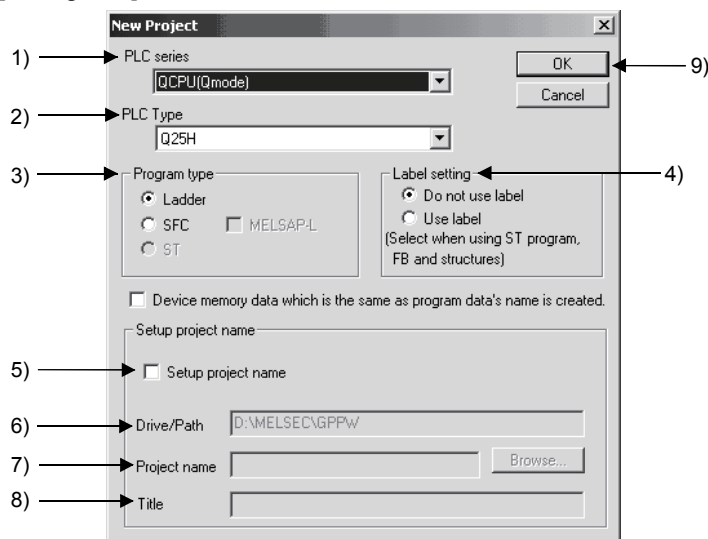 New Project
1) PLC series
OK 9)
QCPU(Qmode)
Cancel
2) PLC Type
Q25H
3) Program type
Label setting 4)
Ladder
Do not use label
SFC MELSAP-L
Use label
ST
(Select when using ST program,
FB and structures)
Device memory data which is the same as program data's name is created.
Setup project name
5) Setup project name
6) Drive/Path D:\MELSEC\GPPW
7) Project name Browse...
8) Title